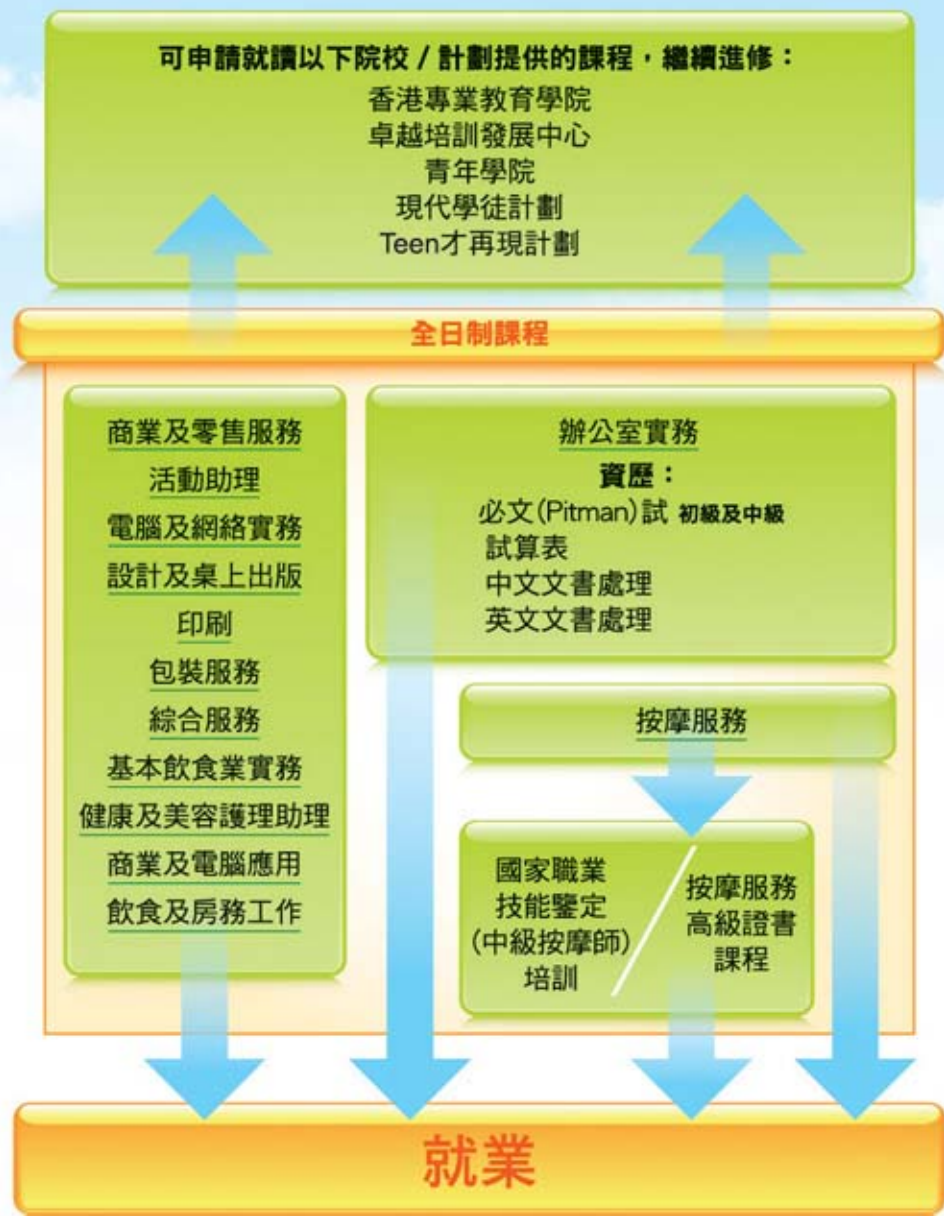 可申請就讀以下院校 / 計劃提供的課程，繼續進修：
香港專業教育學院
卓越培訓發展中心
青年學院
現代學徒計劃
Teen才再現計劃
全日制課程
商業及零售服務
活動助理
電腦及網絡實務
設計及桌上出版
印刷
包裝服務
綜合服務
基本飲食業實務
健康及美容護理助理
商業及電腦應用
飲食及房務工作
辦公室實務
資歷：
必文(Pitman)試 初級及中級
試算表
中文文書處理
英文文書處理
按摩服務
國家職業
技能鑒定
(中級按摩師)
培訓
按摩服務
高級證書
課程
就業